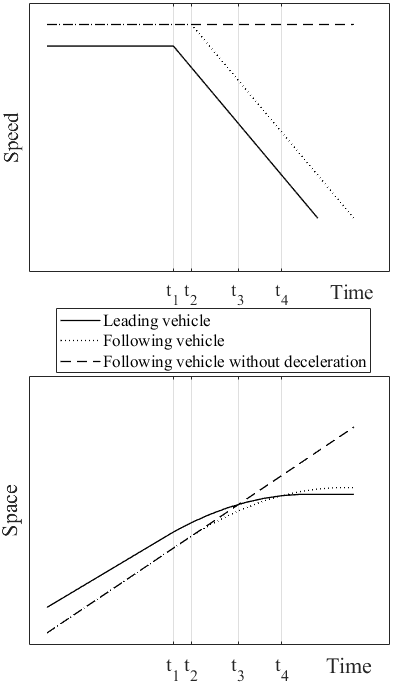 Speed
t1 t2 t3 t4 Time
Leading vehicle
Following vehicle
Following vehicle without deceleration
Space
t1 t2 t3 t4 Time